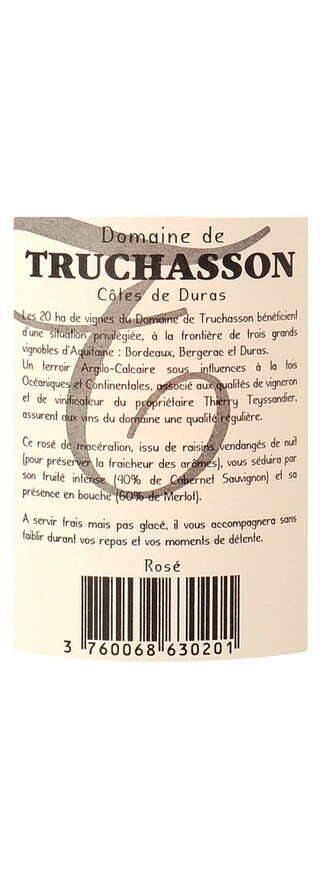 Domaine de
TRUCHASSON
Côtes de Duras
Les 20 ha de vignes du Domaine de Truchasson bénéficient
d'une situation privilégiée, à la frontière de trois grands
vignobles d'Aquitaine : Bordeaux, Bergerac et Duras.
Un terroir Argilo-Calcaire sous influences à la fois
Océaniques et Continentales, associé aux qualités de vigneron
et de vinificateur du propriétaire Thierry Teyssandier,
assurent aux vins du domaine une qualité régulière.
Ce rosé de macération, issu de raisins vendangés de nuit
(pour préserver la fraicheur des arômes), vous séduira par
son fruité intense (40% de Cabernet Sauvignon) et sa
présence en bouche (60% de Merlot).
A servir frais mais pas glacé, il vous accompagnera sans
faiblir durant vos repas et vos moments de détente.
Rosé
3 760068 630201